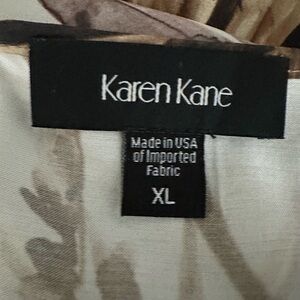 Karen Kane
Made in USA
of Imported
Fabric
XL